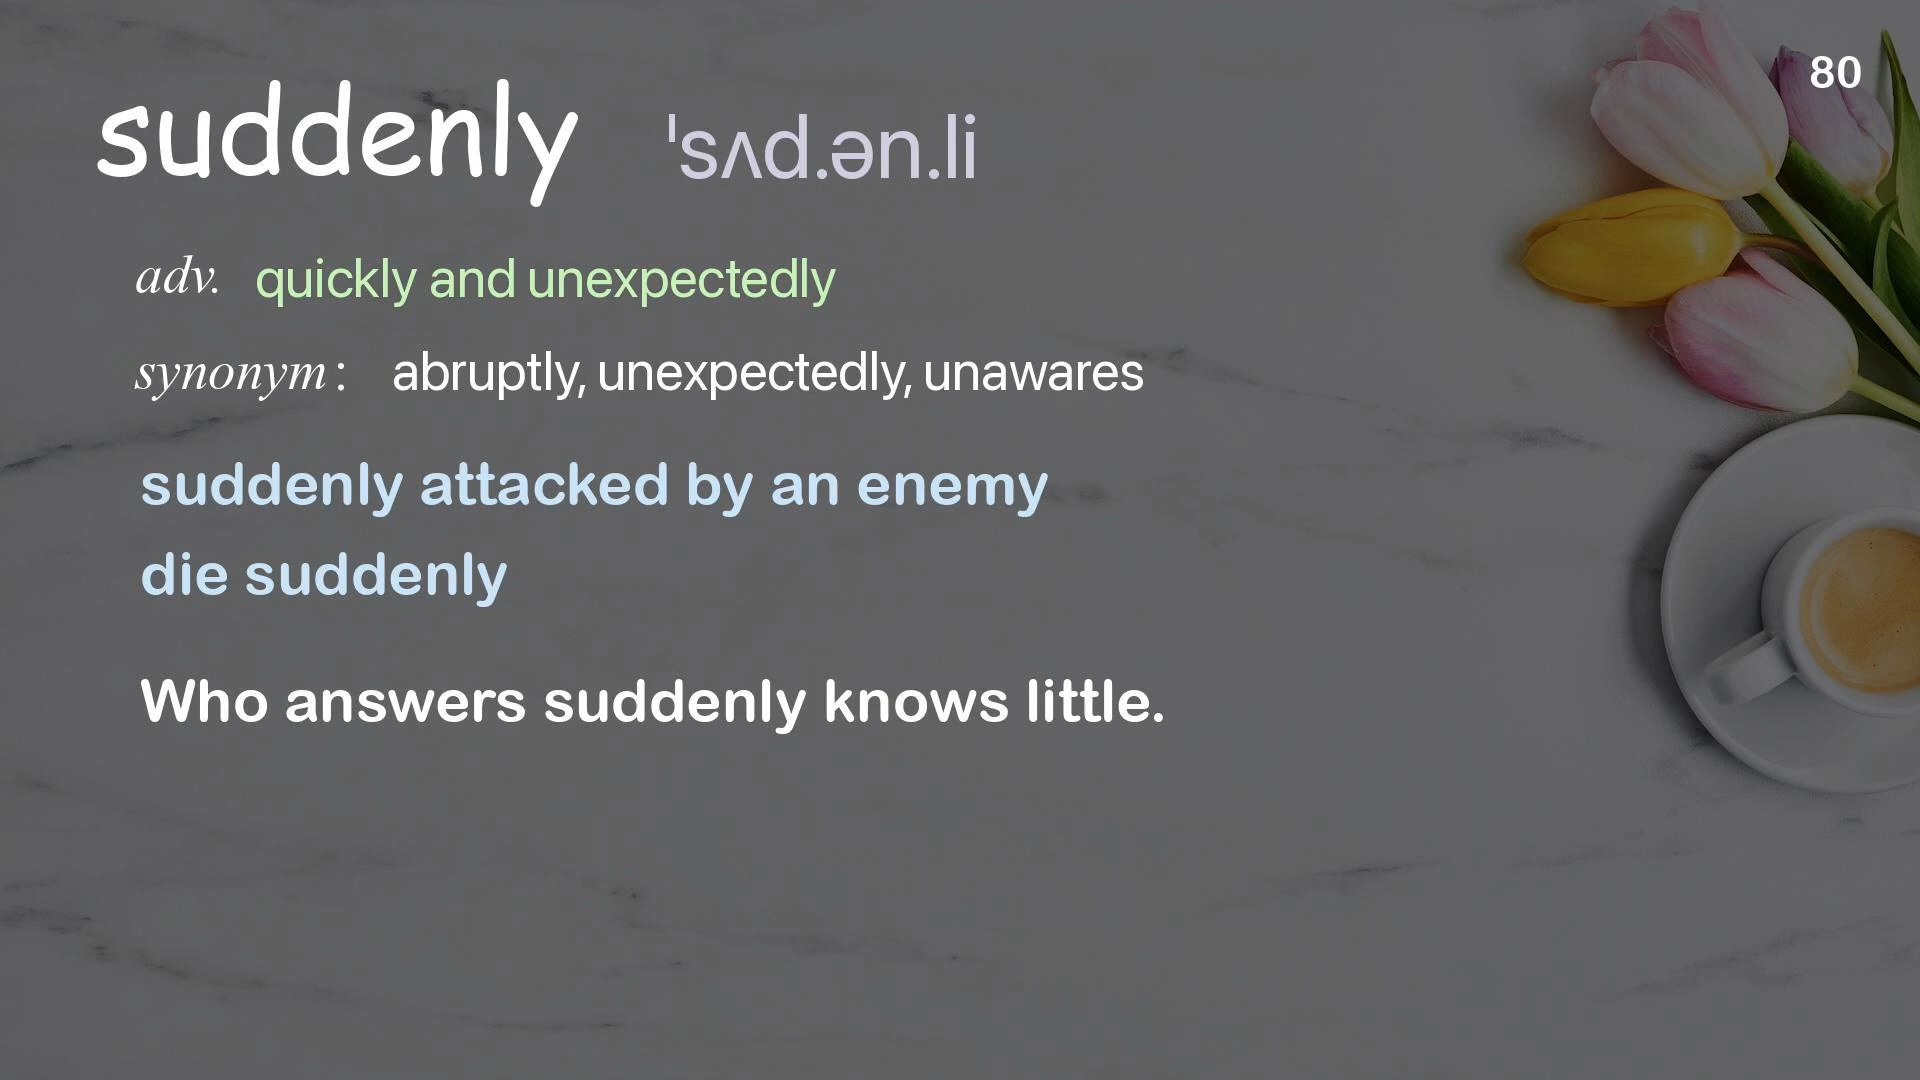 80
suddenly ˈsʌd.ən.li
adv. quickly and unexpectedly
synonym : abruptly, unexpectedly, unawares
suddenly attacked by an enemy
die suddenly
Who answers suddenly knows little.